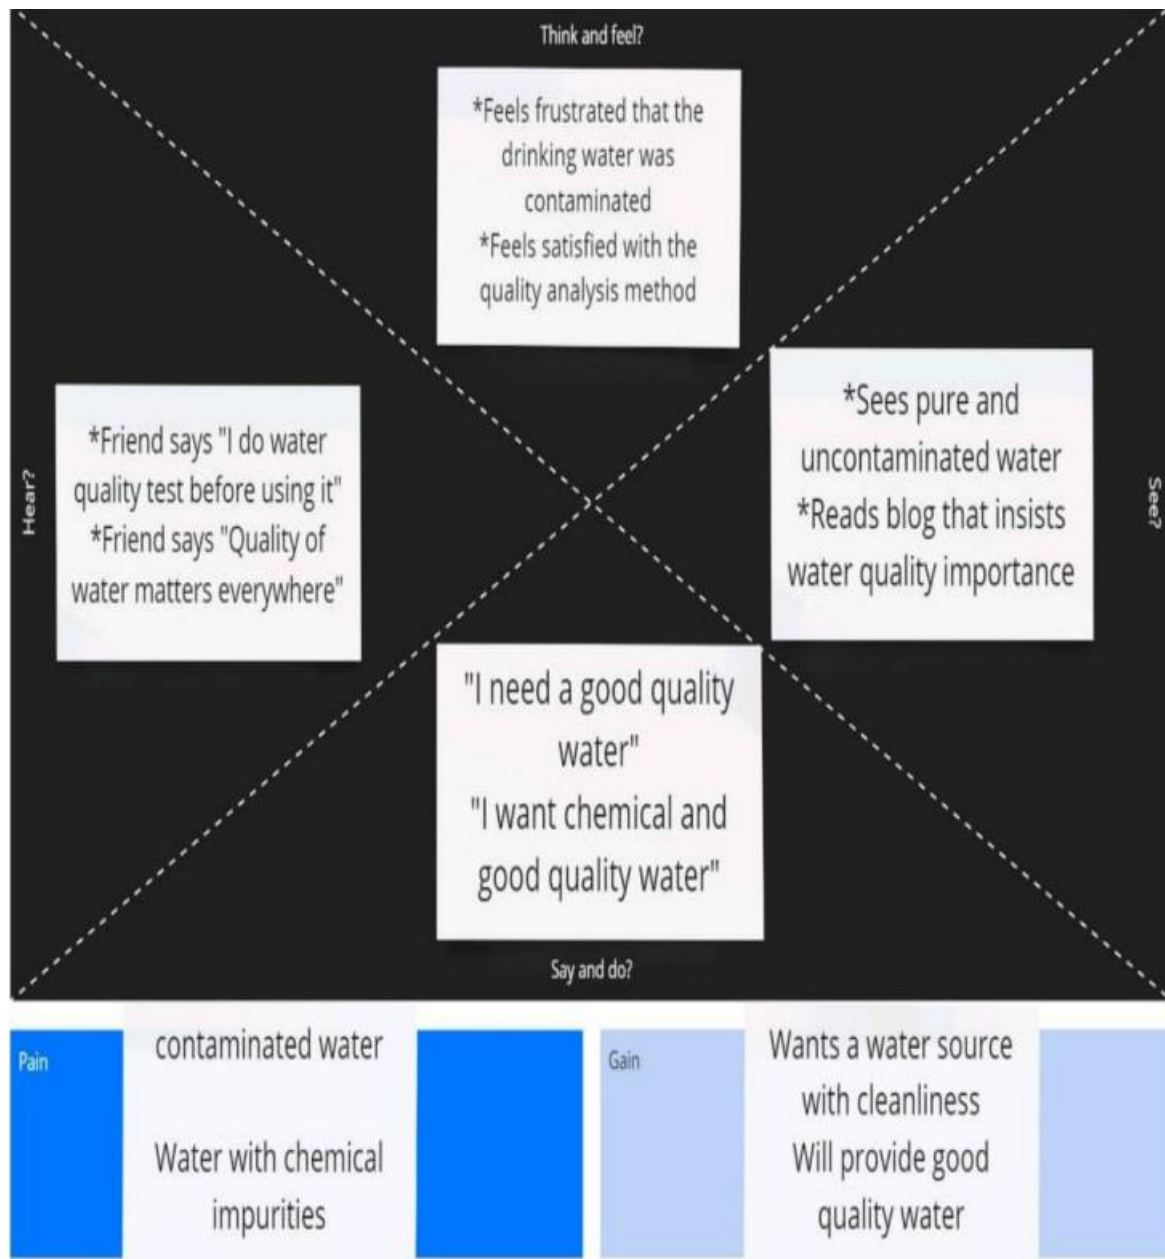 Think and feel?
*Feels frustrated that the
drinking water was
contaminated
*Feels satisfied with the
quality analysis method
Hear?
*Friend says "I do water
quality test before using it"
*Friend says "Quality of
water matters everywhere"
*Sees pure and
uncontaminated water
*Reads blog that insists
water quality importance
See?
"I need a good quality
water"
"I want chemical and
good quality water"
Say and do?
Pain
contaminated water
Water with chemical
impurities
Gain
Wants a water source
with cleanliness
Will provide good
quality water